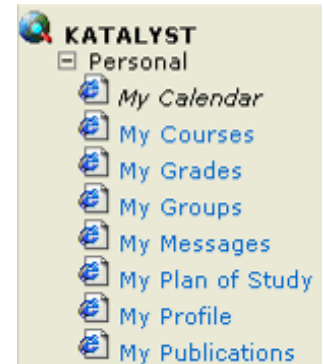 KATALYST
Personal
My Calendar
My Courses
My Grades
My Groups
My Messages
My Plan of Study
My Profile
My Publications